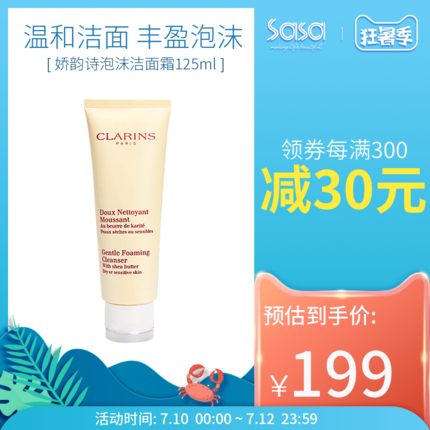 温和洁面 丰盈泡沫
[ 娇韵诗泡沫洁面霜125ml ]
sasa
making life beautiful
狂暑季
CLARINS
PARIS
Doux Nettoyant
Moussant
Au beurre de karité
Peaux sèches ou sensibles
Gentle Foaming
Cleanser
With shea butter
Dry or sensitive skin
领券每满300
减30元
预估到手价:
¥199
活动时间: 7.10 00:00 ~ 7.12 23:59